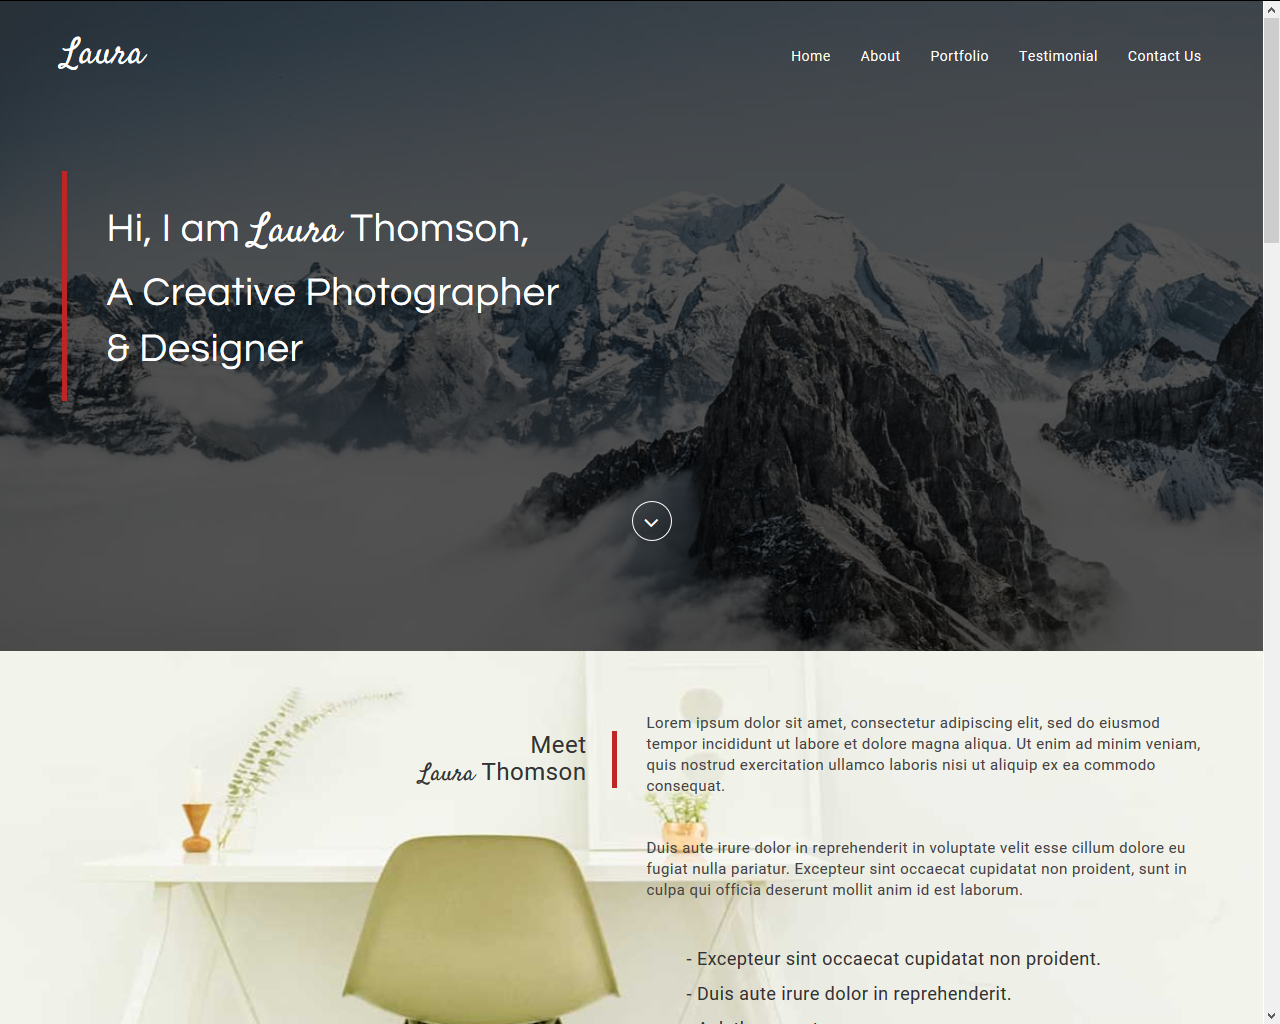 Laura
Home About Portfolio Testimonial Contact Us
Hi, I am Laura Thomson,
A Creative Photographer
& Designer
Meet
Laura Thomson
Lorem ipsum dolor sit amet, consectetur adipiscing elit, sed do eiusmod
tempor incididunt ut labore et dolore magna aliqua. Ut enim ad minim veniam,
quis nostrud exercitation ullamco laboris nisi ut aliquip ex ea commodo
consequat.
Duis aute irure dolor in reprehenderit in voluptate velit esse cillum dolore eu
fugiat nulla pariatur. Excepteur sint occaecat cupidatat non proident, sunt in
culpa qui officia deserunt mollit anim id est laborum.
- Excepteur sint occaecat cupidatat non proident.
- Duis aute irure dolor in reprehenderit.